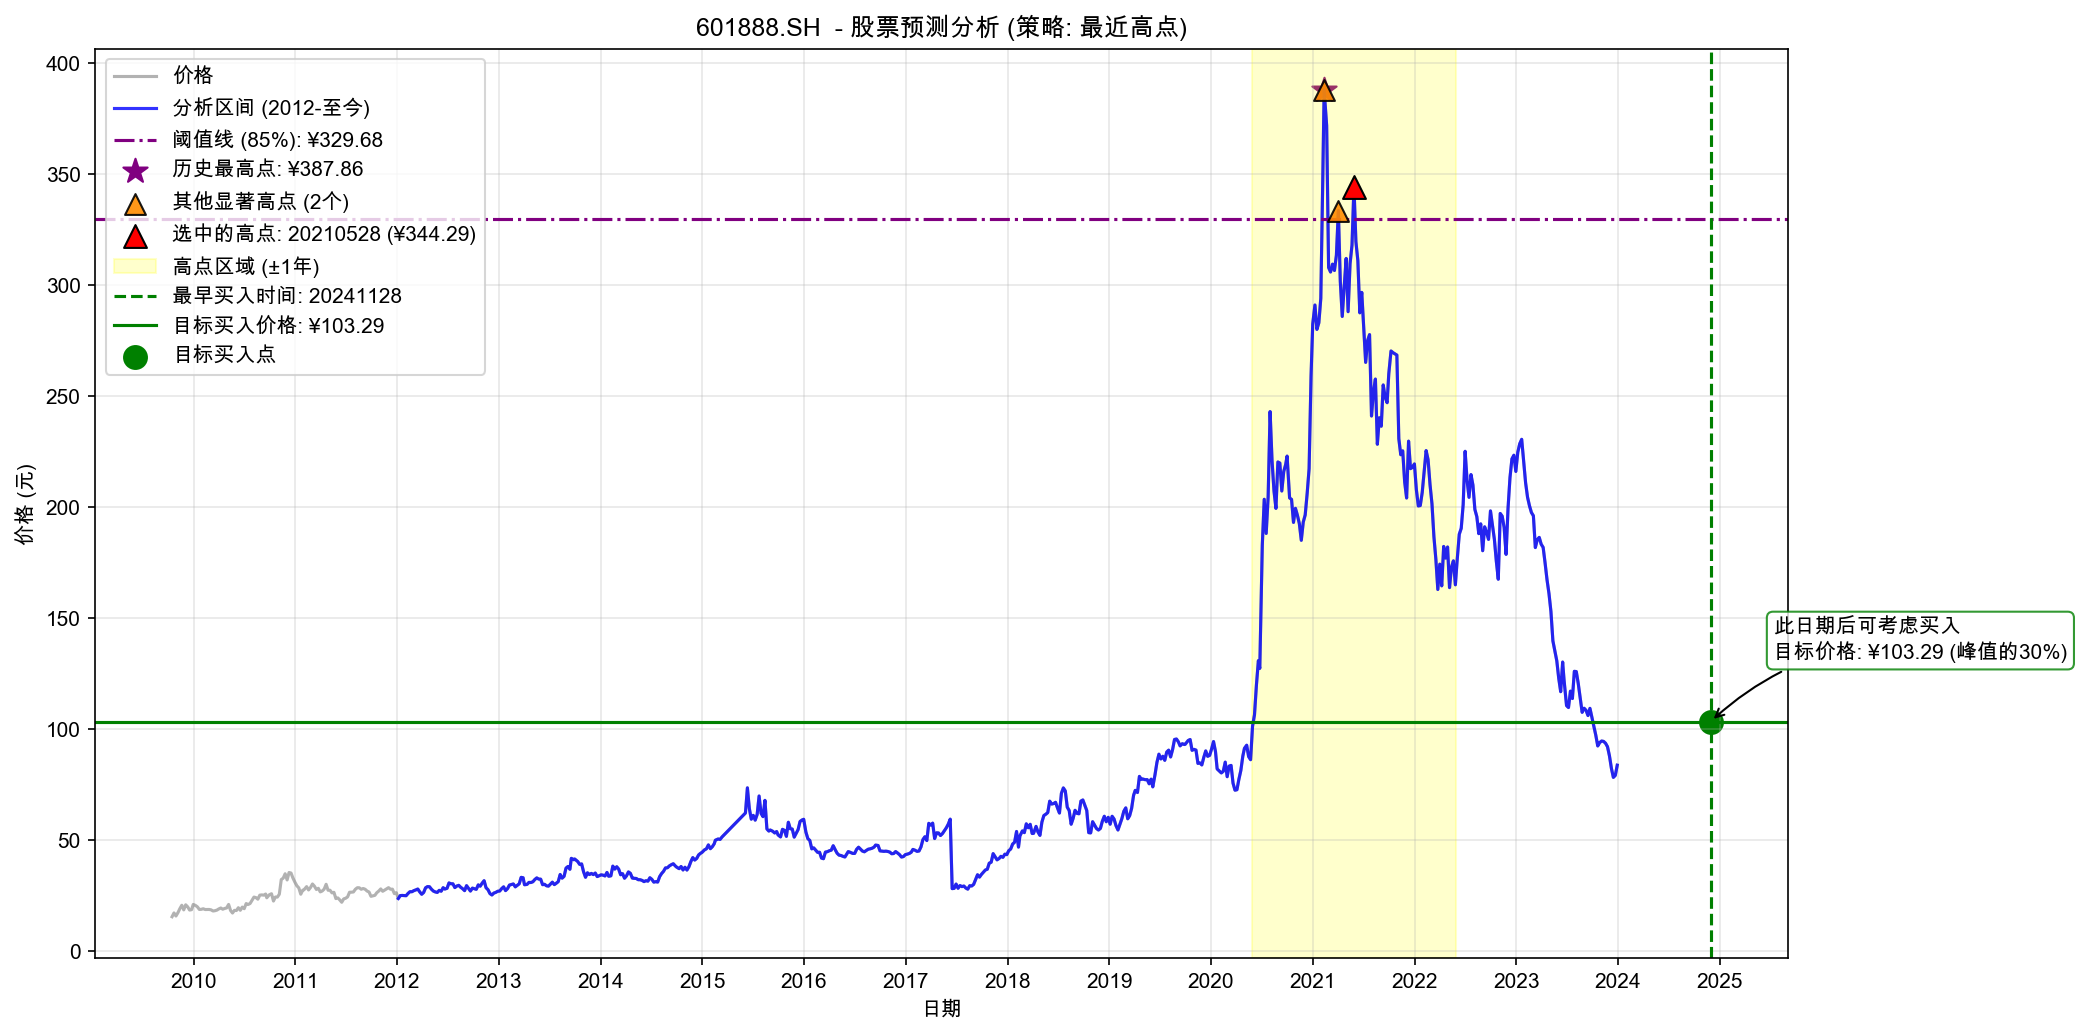 601888.SH - 股票预测分析 (策略: 最近高点)
价格
分析区间 (2012-至今)
阈值线 (85%): ¥329.68
历史最高点: ¥387.86
其他显著高点 (2个)
选中的高点: 20210528 (¥344.29)
高点区域 (±1年)
最早买入时间: 20241128
目标买入价格: ¥103.29
目标买入点
400
350
300
250
200
150
100
50
0
价格 (元)
此日期后可考虑买入
目标价格: ¥103.29 (峰值的30%)
2010 2011 2012 2013 2014 2015 2016 2017 2018 2019 2020 2021 2022 2023 2024 2025
日期